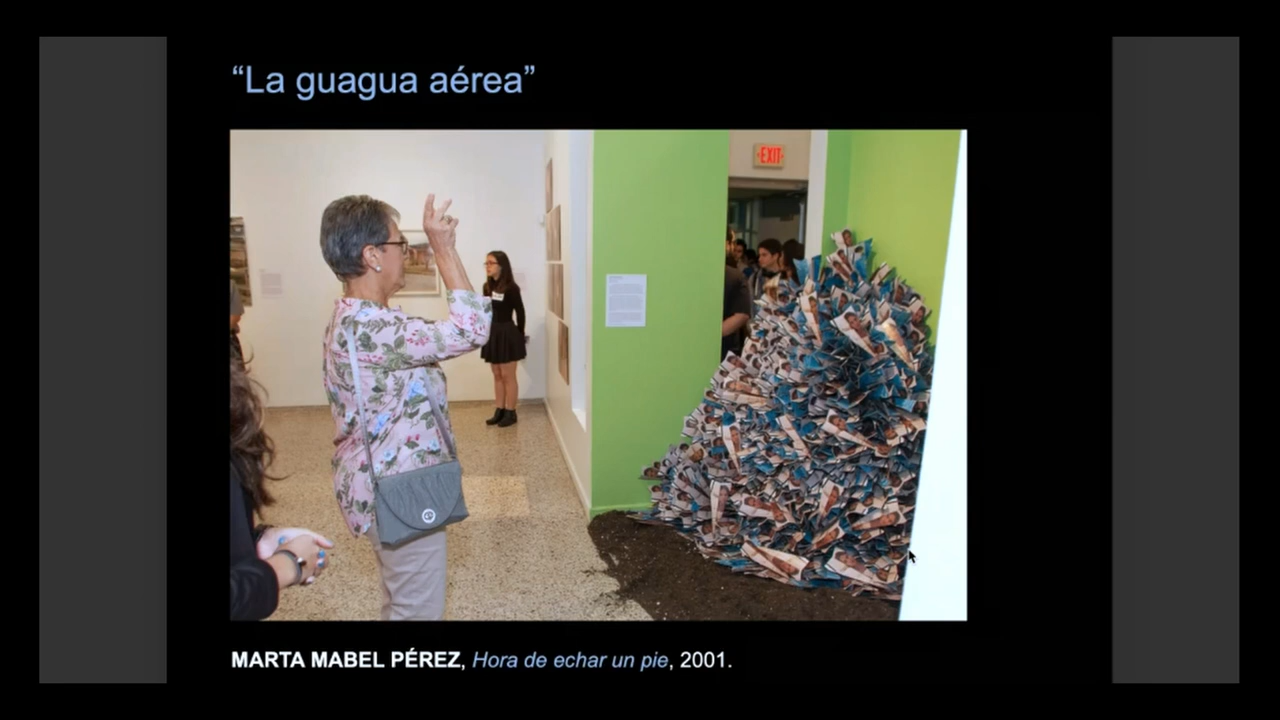 “La guagua aérea”
EXIT
MARTA MABEL PÉREZ, Hora de echar un pie, 2001.